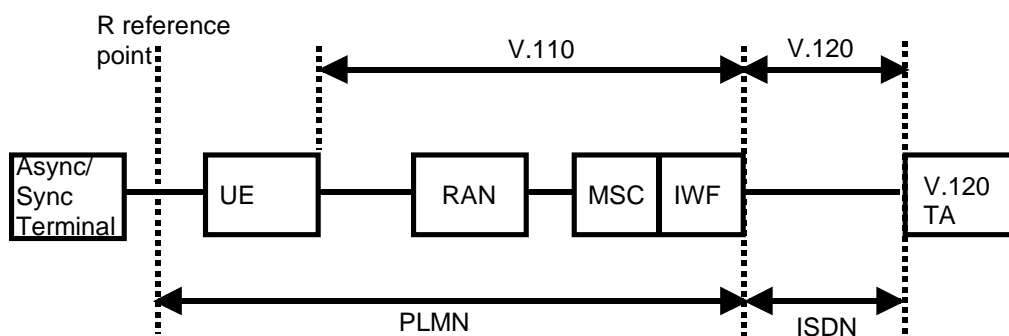 R reference
point
V.110
V.120
Async/
Sync
Terminal
UE
RAN
MSC
IWF
V.120
TA
PLMN
ISDN